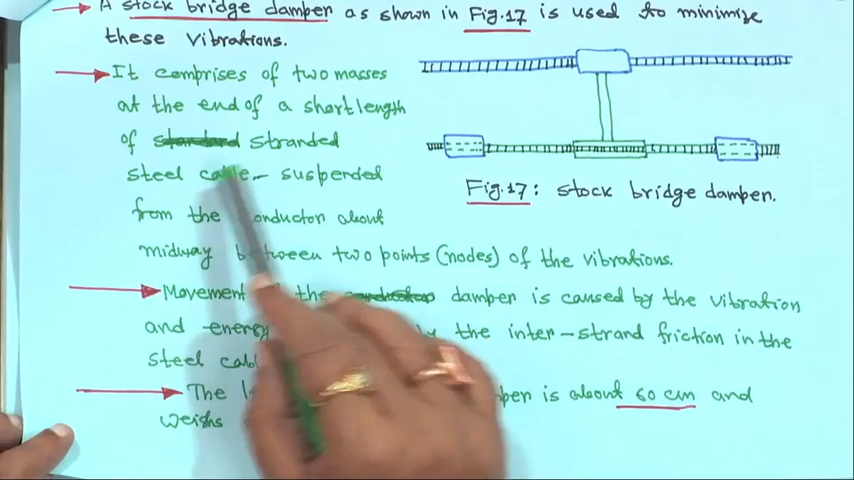 A stock bridge damper as shown in Fig.17 is used to minimize
these vibrations.
It comprises of two masses
at the end of a short length
of standard stranded
steel cable - suspended
from the conductor about
midway between two points (nodes) of the vibrations.
Fig.17: stock bridge damper.
Movement the conductor damper is caused by the vibration
and energy by the inter-strand friction in the
steel
The is about 60 cm and
weighs